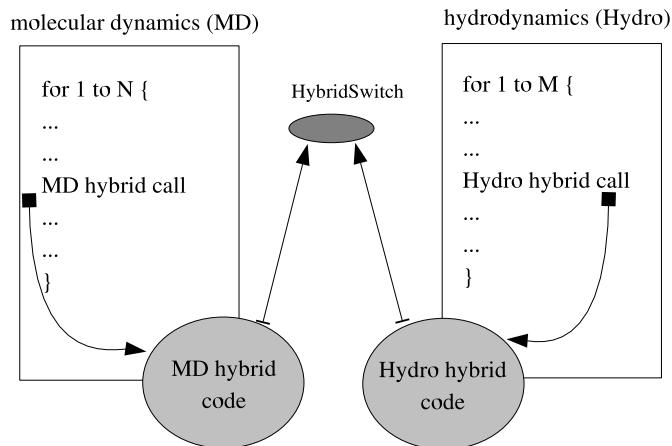 molecular dynamics (MD)
for 1 to N {
...
...
MD hybrid call
...
...
}
MD hybrid
code
HybridSwitch
hydrodynamics (Hydro)
for 1 to M {
...
...
Hydro hybrid call
...
...
}
Hydro hybrid
code